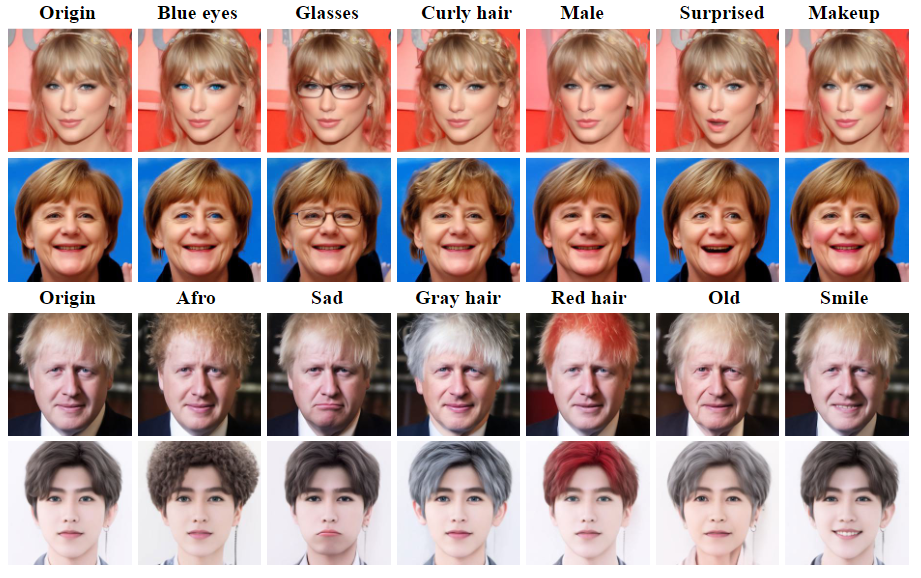 Origin Blue eyes Glasses Curly hair Male Surprised Makeup
Origin Afro Sad Gray hair Red hair Old Smile